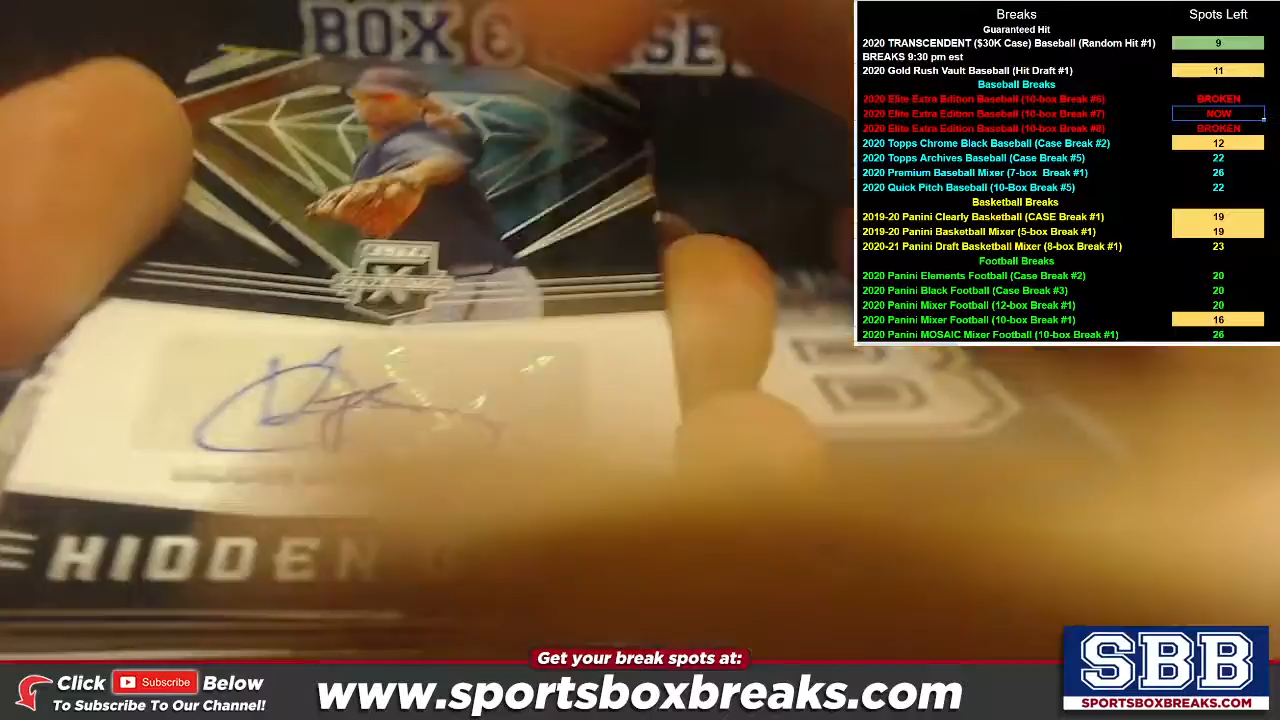 BOX
Breaks Spots Left
Guaranteed Hit
2020 TRANSCENDENT ($30K Case) Baseball (Random Hit #1) 9
BREAKS 9:30 pm est
2020 Gold Rush Vault Baseball (Hit Draft #1) 11
Baseball Breaks
2020 Elite Extra Edition Baseball (10-box Break #6) BROKEN
2020 Elite Extra Edition Baseball (10-box Break #7) NOW
2020 Elite Extra Edition Baseball (10-box Break #8) BROKEN
2020 Topps Chrome Black Baseball (Case Break #2) 12
2020 Topps Archives Baseball (Case Break #5) 22
2020 Premium Baseball Mixer (7-box Break #1) 26
2020 Quick Pitch Baseball (10-Box Break #5) 22
Basketball Breaks
2019-20 Panini Clearly Basketball (CASE Break #1) 19
2019-20 Panini Basketball Mixer (5-box Break #1) 19
2020-21 Panini Draft Basketball Mixer (8-box Break #1) 23
Football Breaks
2020 Panini Elements Football (Case Break #2) 20
2020 Panini Black Football (Case Break #3) 20
2020 Panini Mixer Football (12-box Break #1) 20
2020 Panini Mixer Football (10-box Break #1) 16
2020 Panini MOSAIC Mixer Football (10-box Break #1) 26
HIDDEN
Get your break spots at:
Click Subscribe Below
To Subscribe To Our Channel!
www.sportsboxbreaks.com
SBB
SPORTSBOXBREAKS.COM